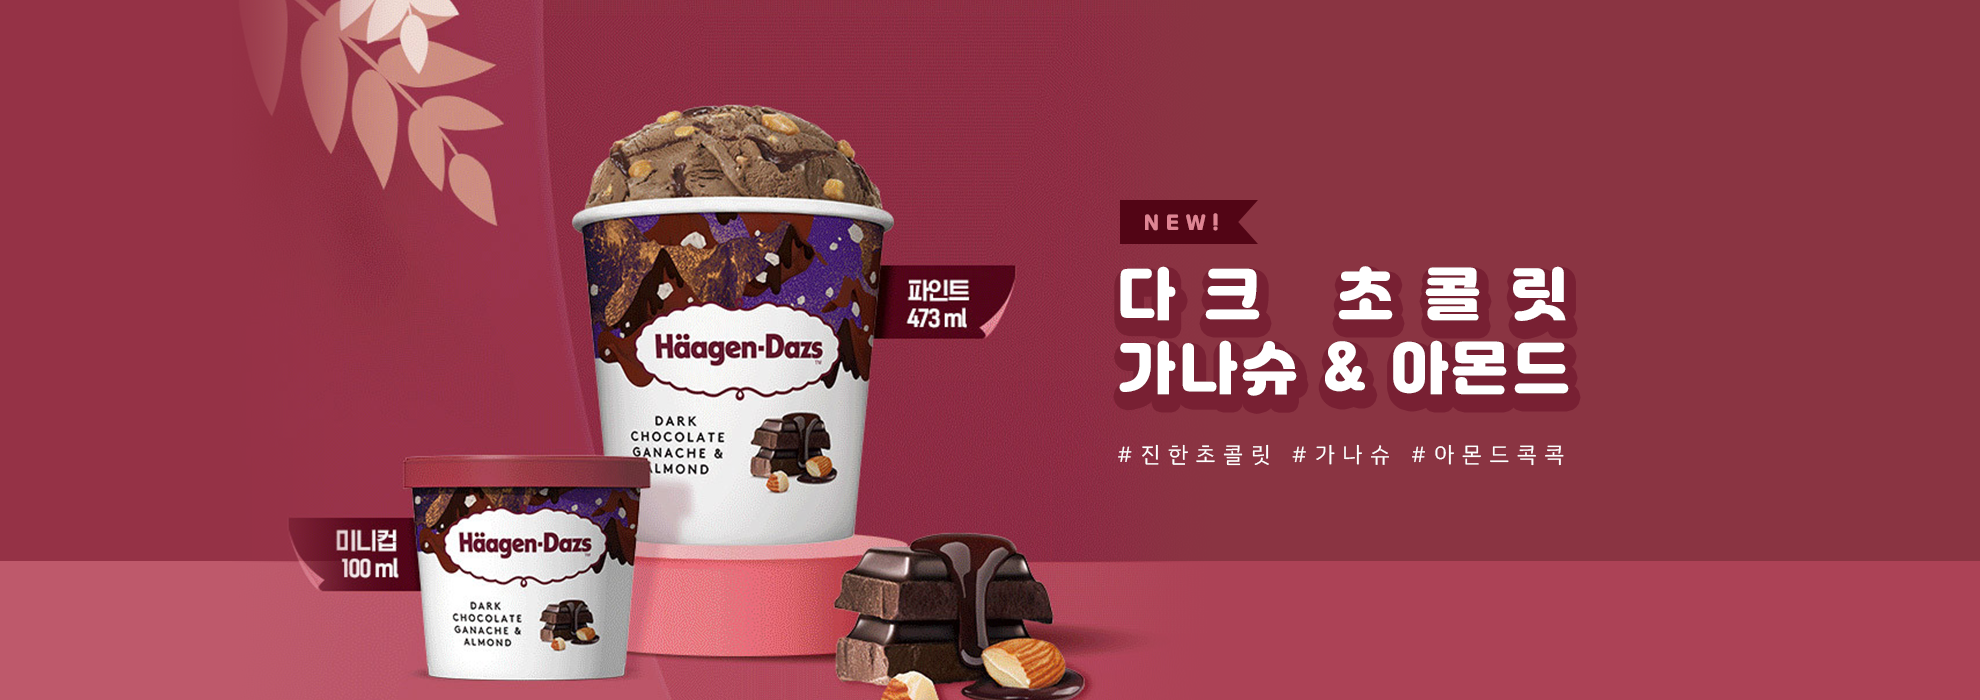 NEW!
다크 초콜릿
가나슈 & 아몬드
#진한초콜릿 #가나슈 #아몬드콕콕
파인트
473 ml
Häagen-Dazs
TM
DARK
CHOCOLATE
GANACHE &
ALMOND
미니컵
100 ml
Häagen-Dazs
DARK
CHOCOLATE
GANACHE &
ALMOND